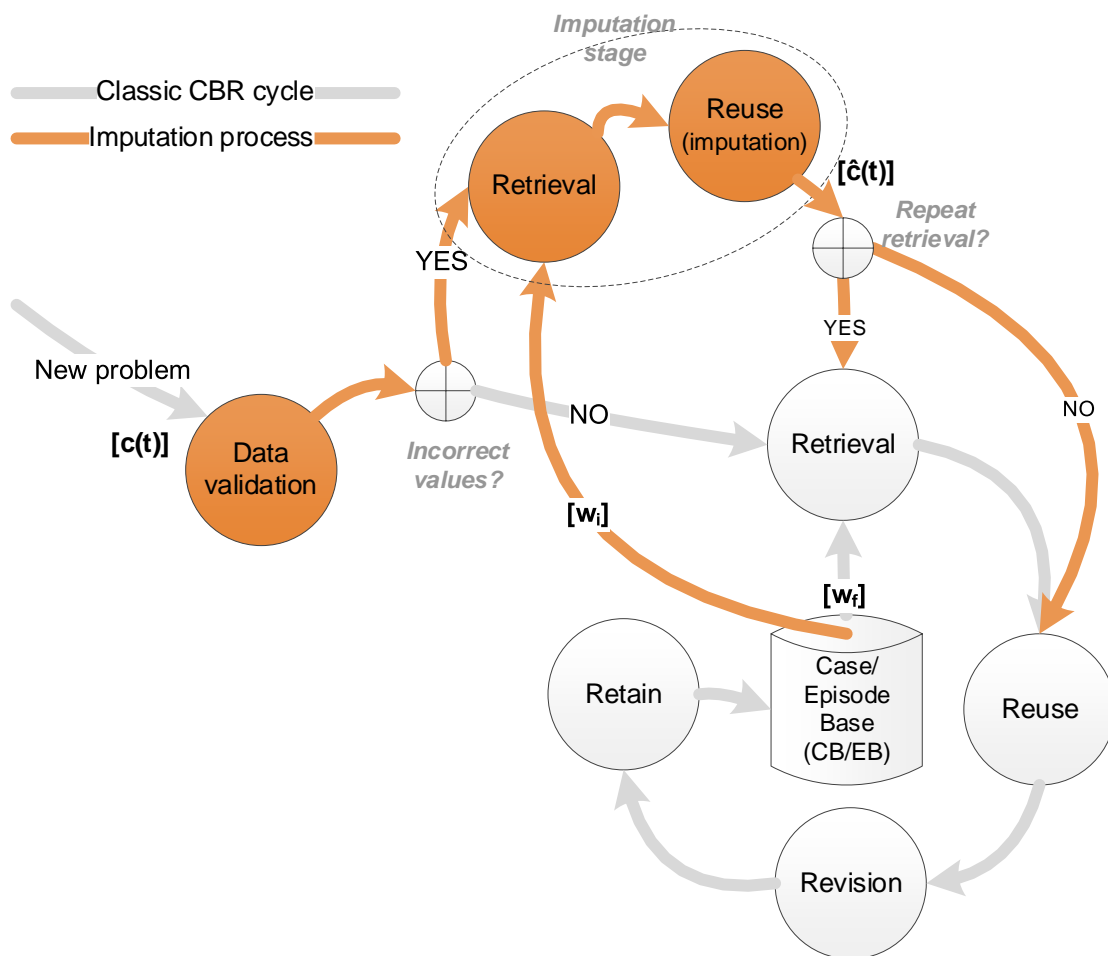 Imputation
stage
Classic CBR cycle
Imputation process
Reuse
(imputation)
Retrieval
[ĉ(t)]
Repeat
retrieval?
YES
YES
New problem
[c(t)]
Data
validation
NO
Incorrect
values?
NO
Retrieval
[wᵢ]
[w_f]
Case/
Episode
Base
(CB/EB)
Retain
Reuse
Revision